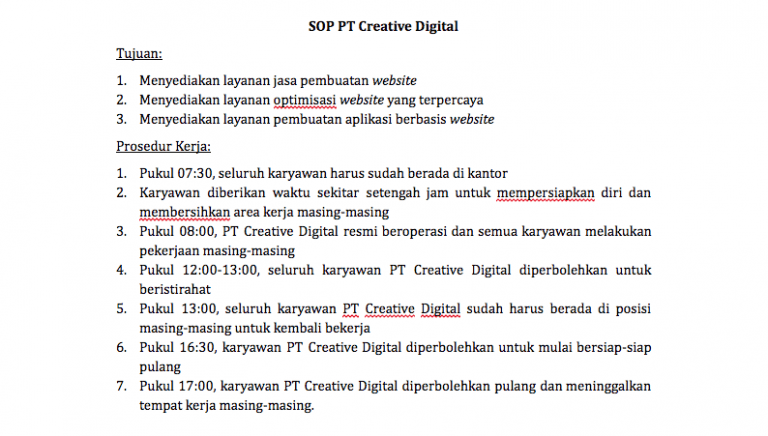 SOP PT Creative Digital
Tujuan:
1. Menyediakan layanan jasa pembuatan website
2. Menyediakan layanan optimisasi website yang terpercaya
3. Menyediakan layanan pembuatan aplikasi berbasis website
Prosedur Kerja:
1. Pukul 07:30, seluruh karyawan harus sudah berada di kantor
2. Karyawan diberikan waktu sekitar setengah jam untuk mempersiapkan diri dan
membersihkan area kerja masing-masing
3. Pukul 08:00, PT Creative Digital resmi beroperasi dan semua karyawan melakukan
pekerjaan masing-masing
4. Pukul 12:00-13:00, seluruh karyawan PT Creative Digital diperbolehkan untuk
beristirahat
5. Pukul 13:00, seluruh karyawan PT Creative Digital sudah harus berada di posisi
masing-masing untuk kembali bekerja
6. Pukul 16:30, karyawan PT Creative Digital diperbolehkan untuk mulai bersiap-siap
pulang
7. Pukul 17:00, karyawan PT Creative Digital diperbolehkan pulang dan meninggalkan
tempat kerja masing-masing.